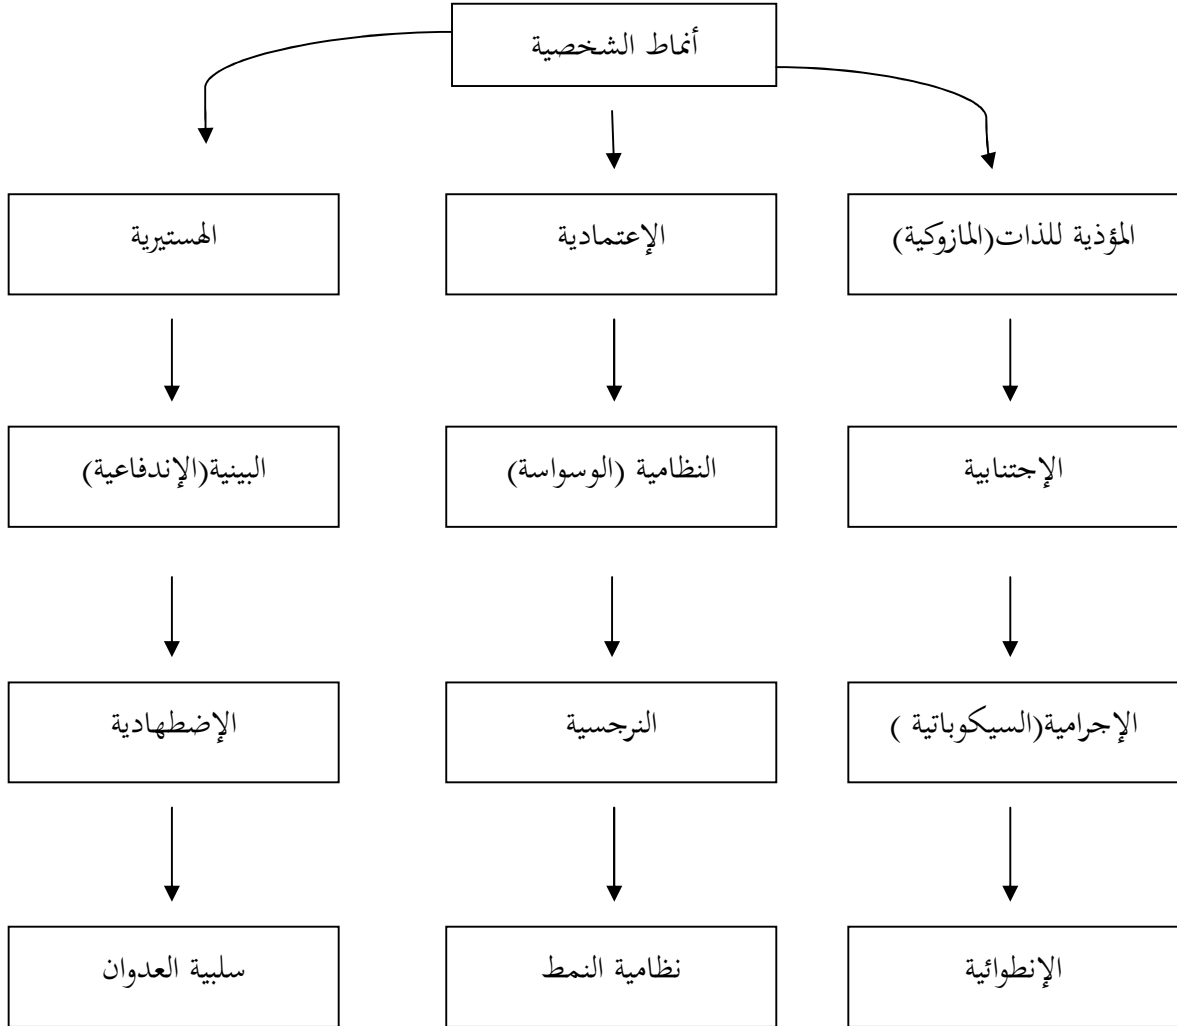 أنماط الشخصية
المؤذية للذات(المازوكية)
الإعتمادية
الهستيرية
الإجتنابية
النظامية (الوسواسة)
البينية(الإندفاعية)
الإجرامية(السيكوباتية )
النرجسية
الإضطهادية
الإنطوائية
نظامية النمط
سلبية العدوان